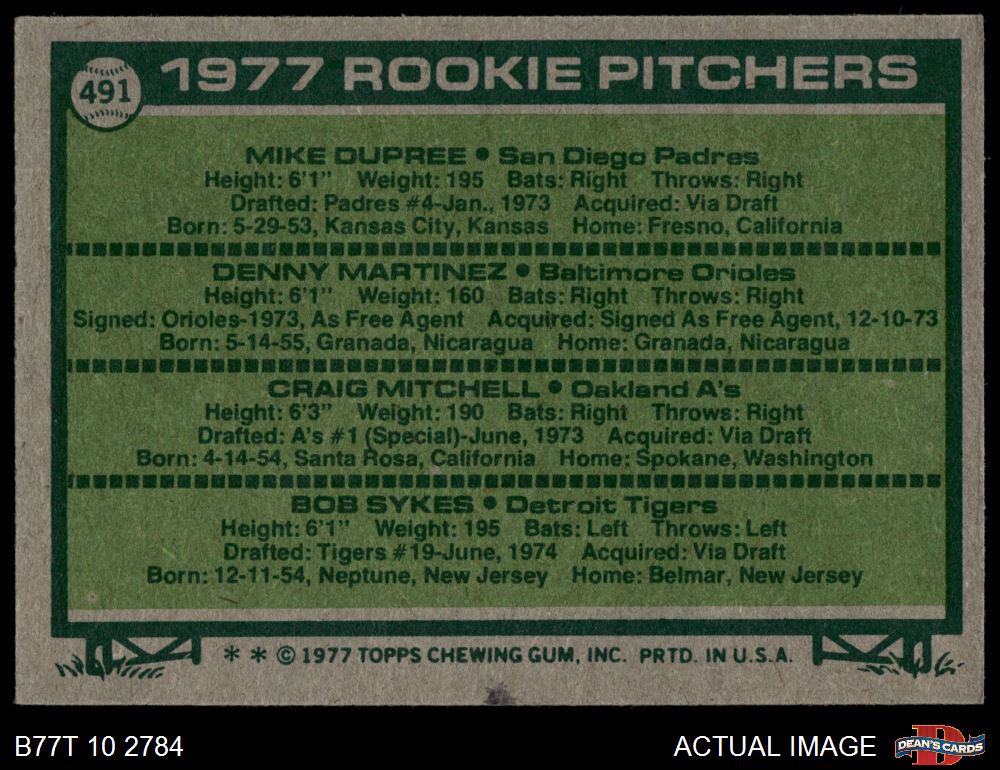 491
1977 ROOKIE PITCHERS
MIKE DUPREE • San Diego Padres
Height: 6'1" Weight: 195 Bats: Right Throws: Right
Drafted: Padres #4-Jan., 1973 Acquired: Via Draft
Born: 5-29-53, Kansas City, Kansas Home: Fresno, California
DENNY MARTINEZ • Baltimore Orioles
Height: 6'1" Weight: 160 Bats: Right Throws: Right
Signed: Orioles-1973, As Free Agent Acquired: Signed As Free Agent, 12-10-73
Born: 5-14-55, Granada, Nicaragua Home: Granada, Nicaragua
CRAIG MITCHELL • Oakland A's
Height: 6'3" Weight: 190 Bats: Right Throws: Right
Drafted: A's #1 (Special)-June, 1973 Acquired: Via Draft
Born: 4-14-54, Santa Rosa, California Home: Spokane, Washington
BOB SYKES • Detroit Tigers
Height: 6'1" Weight: 195 Bats: Left Throws: Left
Drafted: Tigers #19-June, 1974 Acquired: Via Draft
Born: 12-11-54, Neptune, New Jersey Home: Belmar, New Jersey
* * © 1977 TOPPS CHEWING GUM, INC. PRTD. IN U.S.A.
B77T 10 2784 ACTUAL IMAGE
D
DEAN'S CARDS